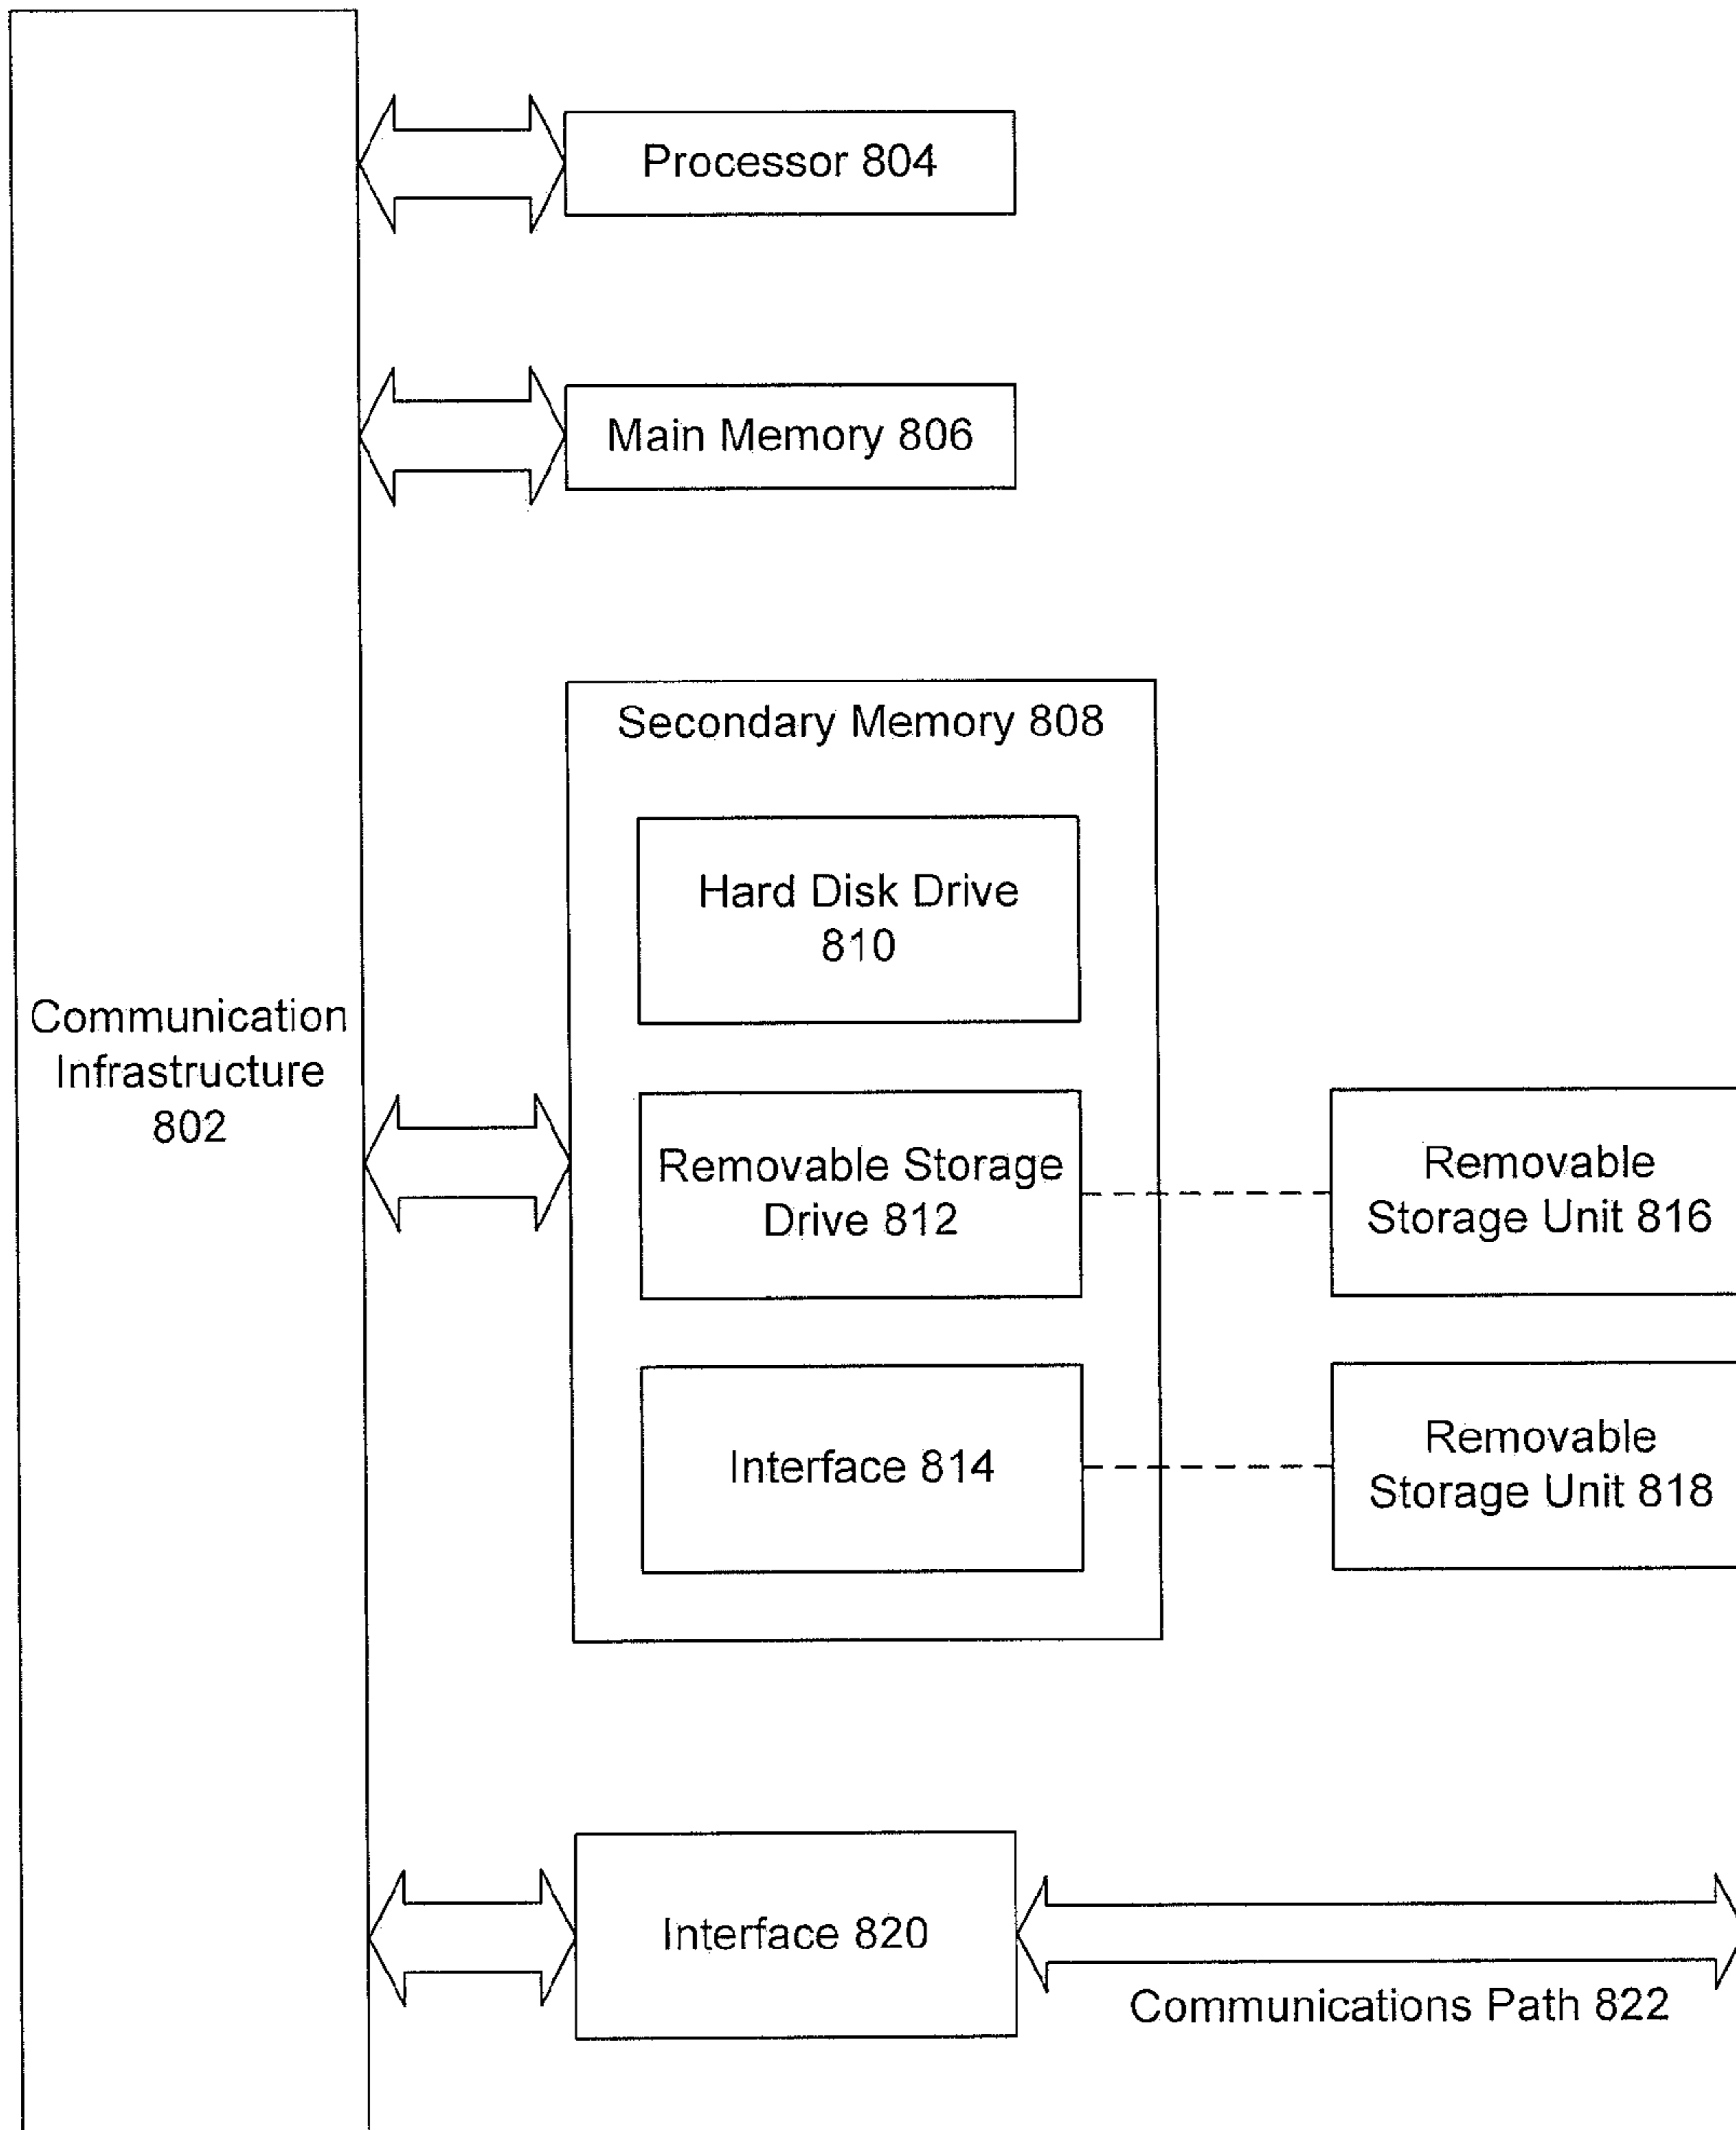 Processor 804
Main Memory 806
Secondary Memory 808
Hard Disk Drive
810
Communication
Infrastructure
802
Removable Storage
Drive 812
Removable
Storage Unit 816
Interface 814
Removable
Storage Unit 818
Interface 820
Communications Path 822